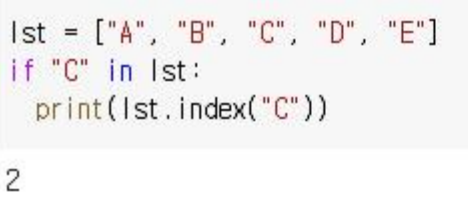 lst = ["A", "B", "C", "D", "E"]
if "C" in lst:
  print(lst.index("C"))
2